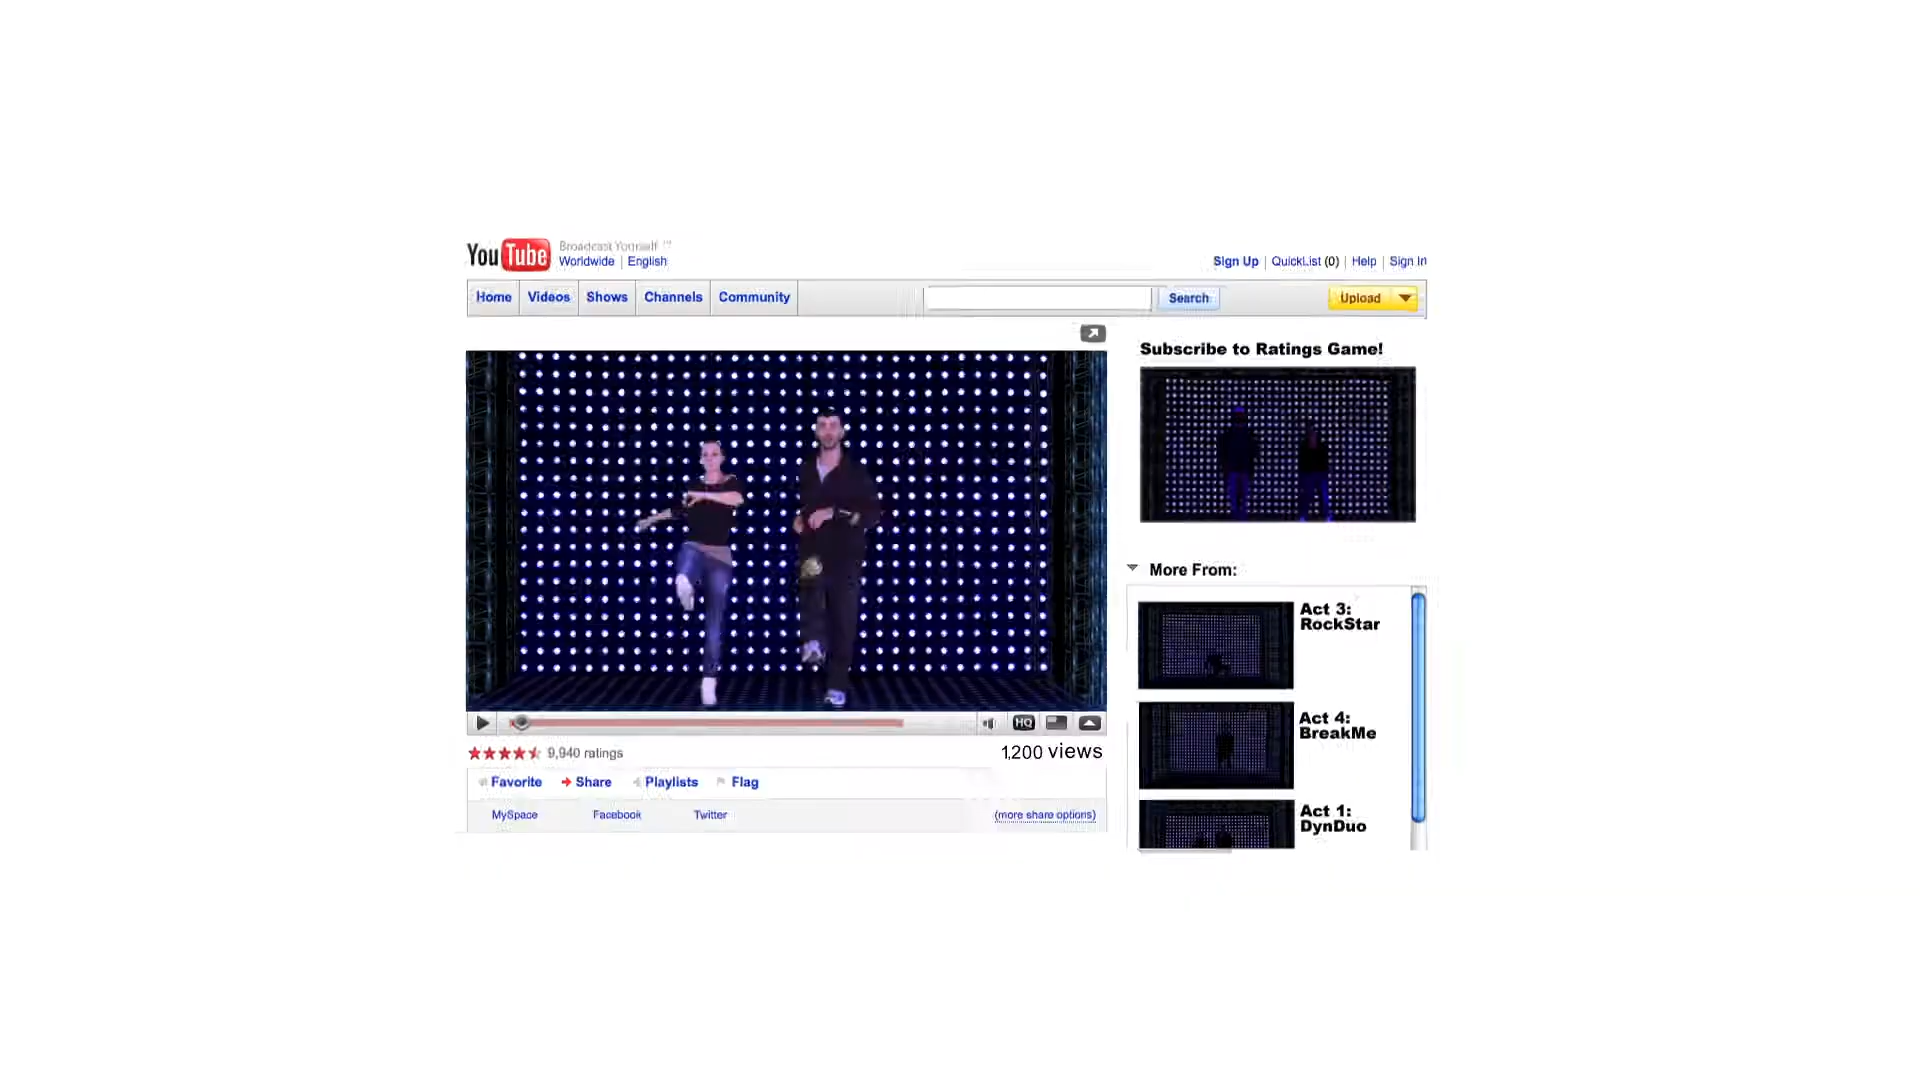 YouTube
Broadcast Yourself ™
Worldwide | English
Sign Up | QuickList (0) | Help | Sign In
Home
Videos
Shows
Channels
Community
Search
Upload
Subscribe to Ratings Game!
More From:
Act 3:
RockStar
Act 4:
BreakMe
Act 1:
DynDuo
HQ
9,940 ratings
1,200 views
Favorite
Share
Playlists
Flag
MySpace
Facebook
Twitter
(more share options)